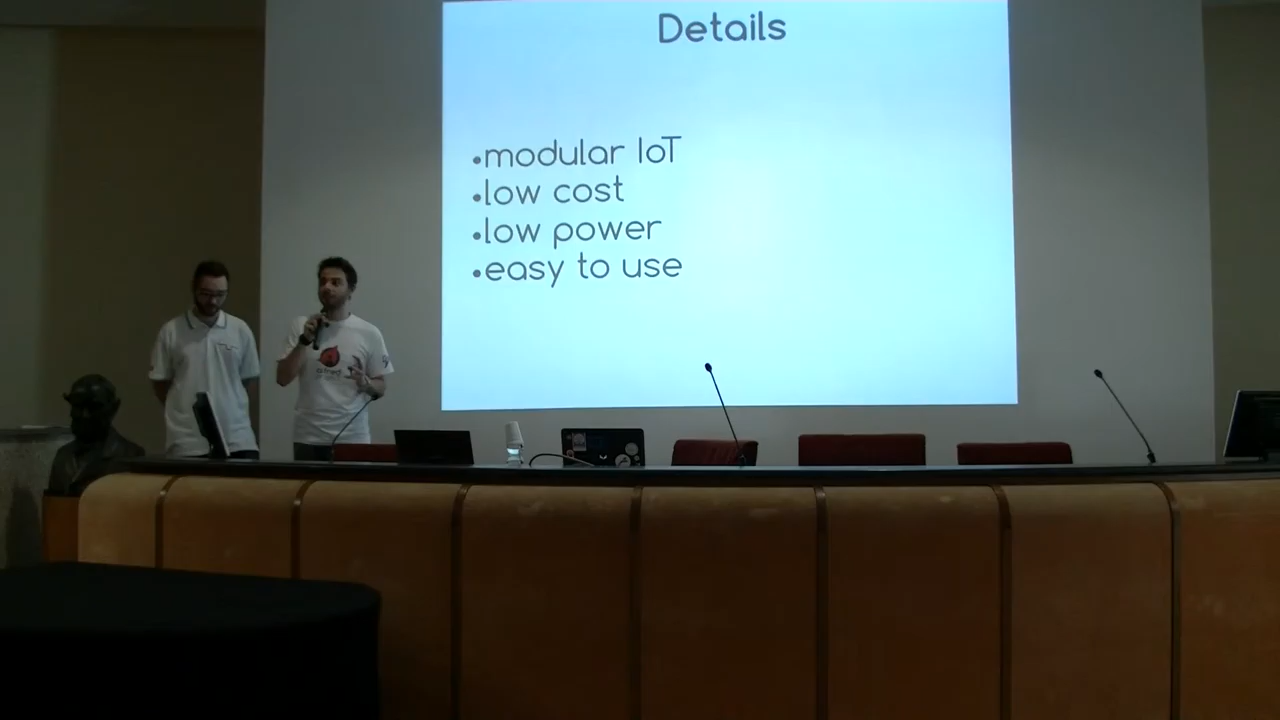 Details
•modular IoT
•low cost
•low power
•easy to use